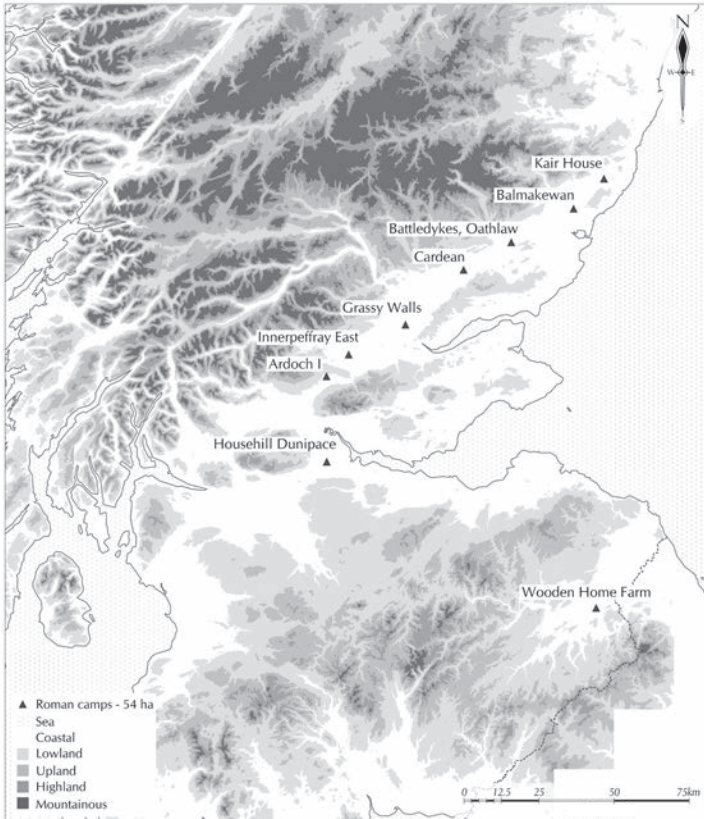 N
W
E
S
Kair House
Balmakewan
Battledykes, Oathlaw
Cardean
Grassy Walls
Innerpeffray East
Ardoch I
Househill Dunipace
Wooden Home Farm
Roman camps - 54 ha
Sea
Coastal
Lowland
Upland
Highland
Mountainous
0 12.5 25 50 75km